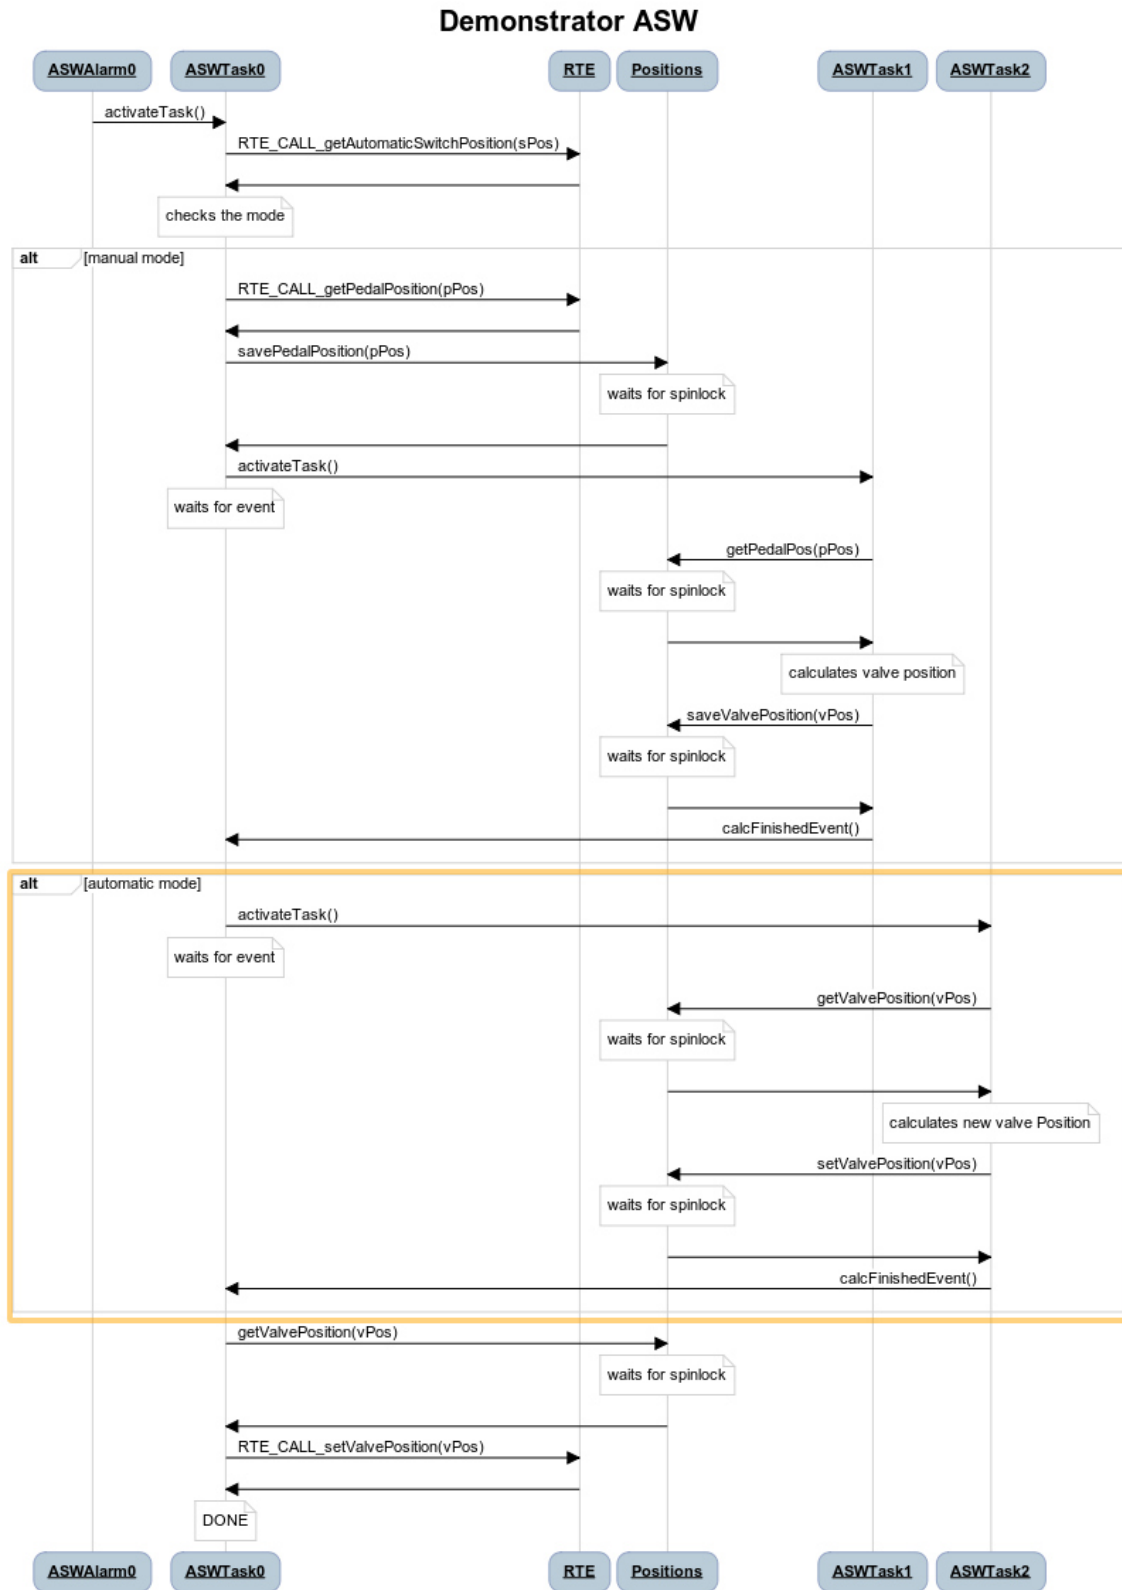 Demonstrator ASW
ASWAlarm0 ASWTask0 RTE Positions ASWTask1 ASWTask2
activateTask()
RTE_CALL_getAutomaticSwitchPosition(sPos)
checks the mode
alt [manual mode]
RTE_CALL_getPedalPosition(pPos)
savePedalPosition(pPos)
waits for spinlock
activateTask()
waits for event
getPedalPos(pPos)
waits for spinlock
calculates valve position
saveValvePosition(vPos)
waits for spinlock
calcFinishedEvent()
alt [automatic mode]
activateTask()
waits for event
getValvePosition(vPos)
waits for spinlock
calculates new valve Position
setValvePosition(vPos)
waits for spinlock
calcFinishedEvent()
getValvePosition(vPos)
waits for spinlock
RTE_CALL_setValvePosition(vPos)
DONE
ASWAlarm0 ASWTask0 RTE Positions ASWTask1 ASWTask2